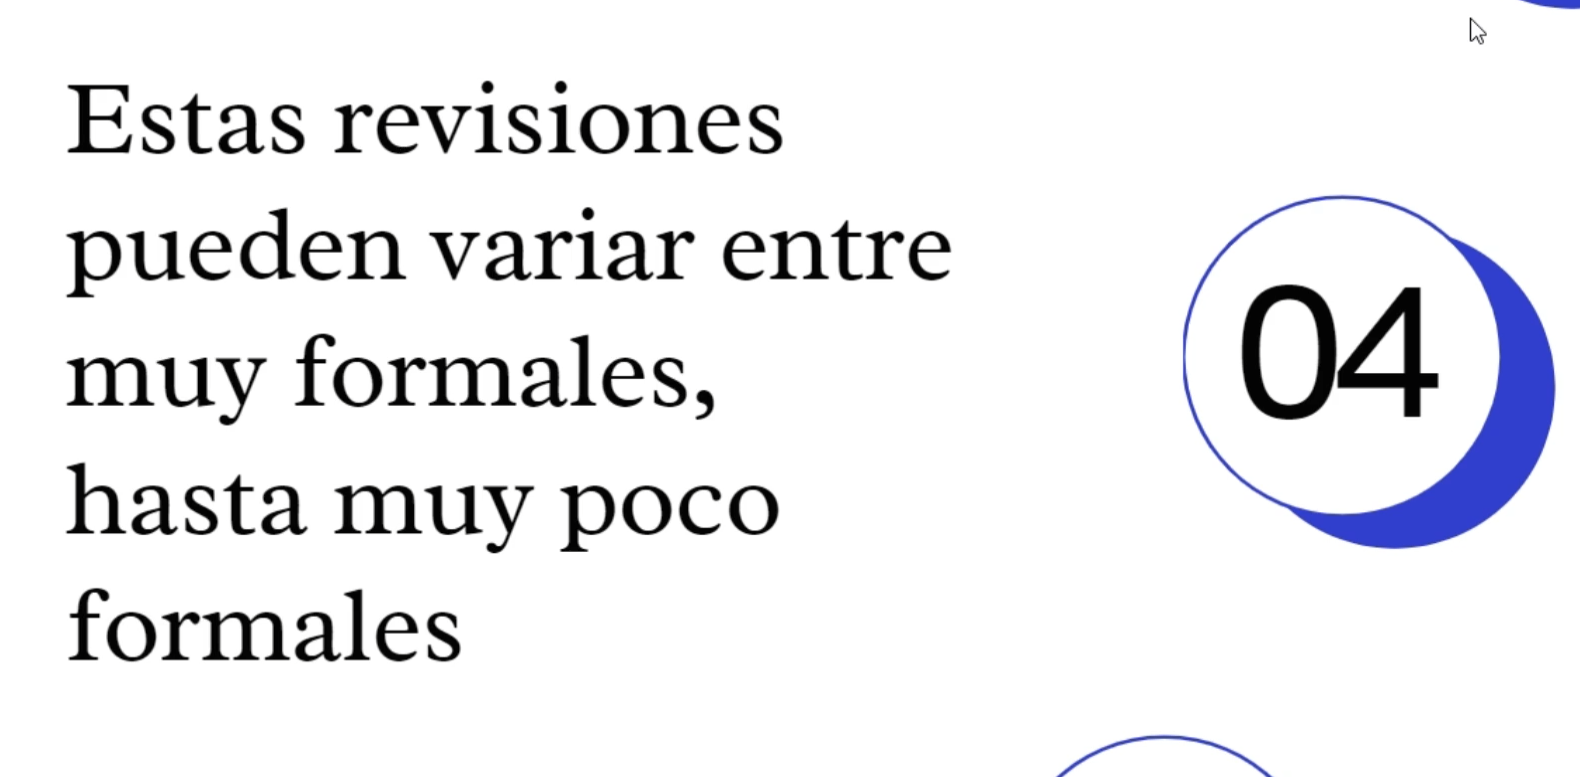 Estas revisiones
pueden variar entre
muy formales,
hasta muy poco
formales
04